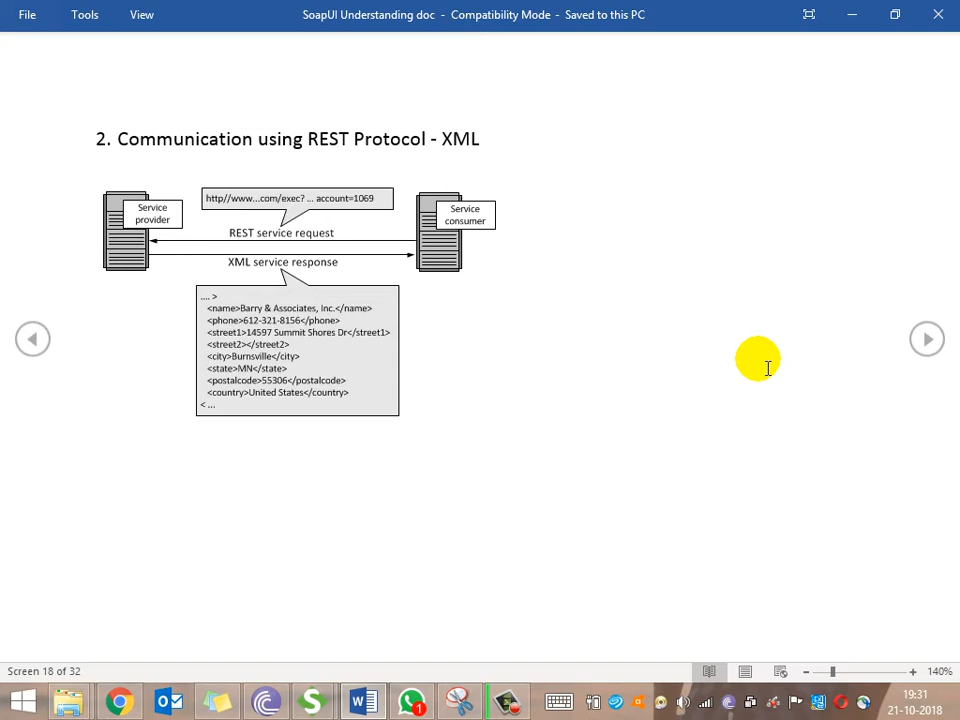 File Tools View SoapUI Understanding doc - Compatibility Mode - Saved to this PC
2. Communication using REST Protocol - XML
http//www...com/exec? ... account=1069
Service
provider
Service
consumer
REST service request
XML service response
.... >
<name>Barry & Associates, Inc.</name>
<phone>612-321-8156</phone>
<street1>14597 Summit Shores Dr</street1>
<street2></street2>
<city>Burnsville</city>
<state>MN</state>
<postalcode>55306</postalcode>
<country>United States</country>
< ...
Screen 18 of 32
140%
1
19:31
21-10-2018